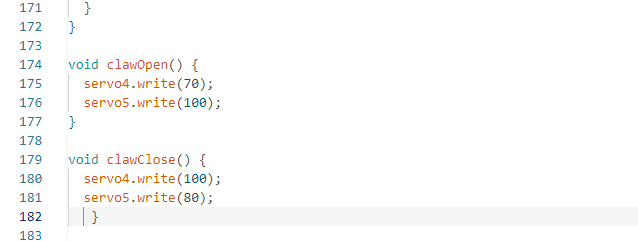 171   }
172 }
173
174 void clawOpen() {
175   servo4.write(70);
176   servo5.write(100);
177 }
178
179 void clawClose() {
180   servo4.write(100);
181   servo5.write(80);
182    }
183